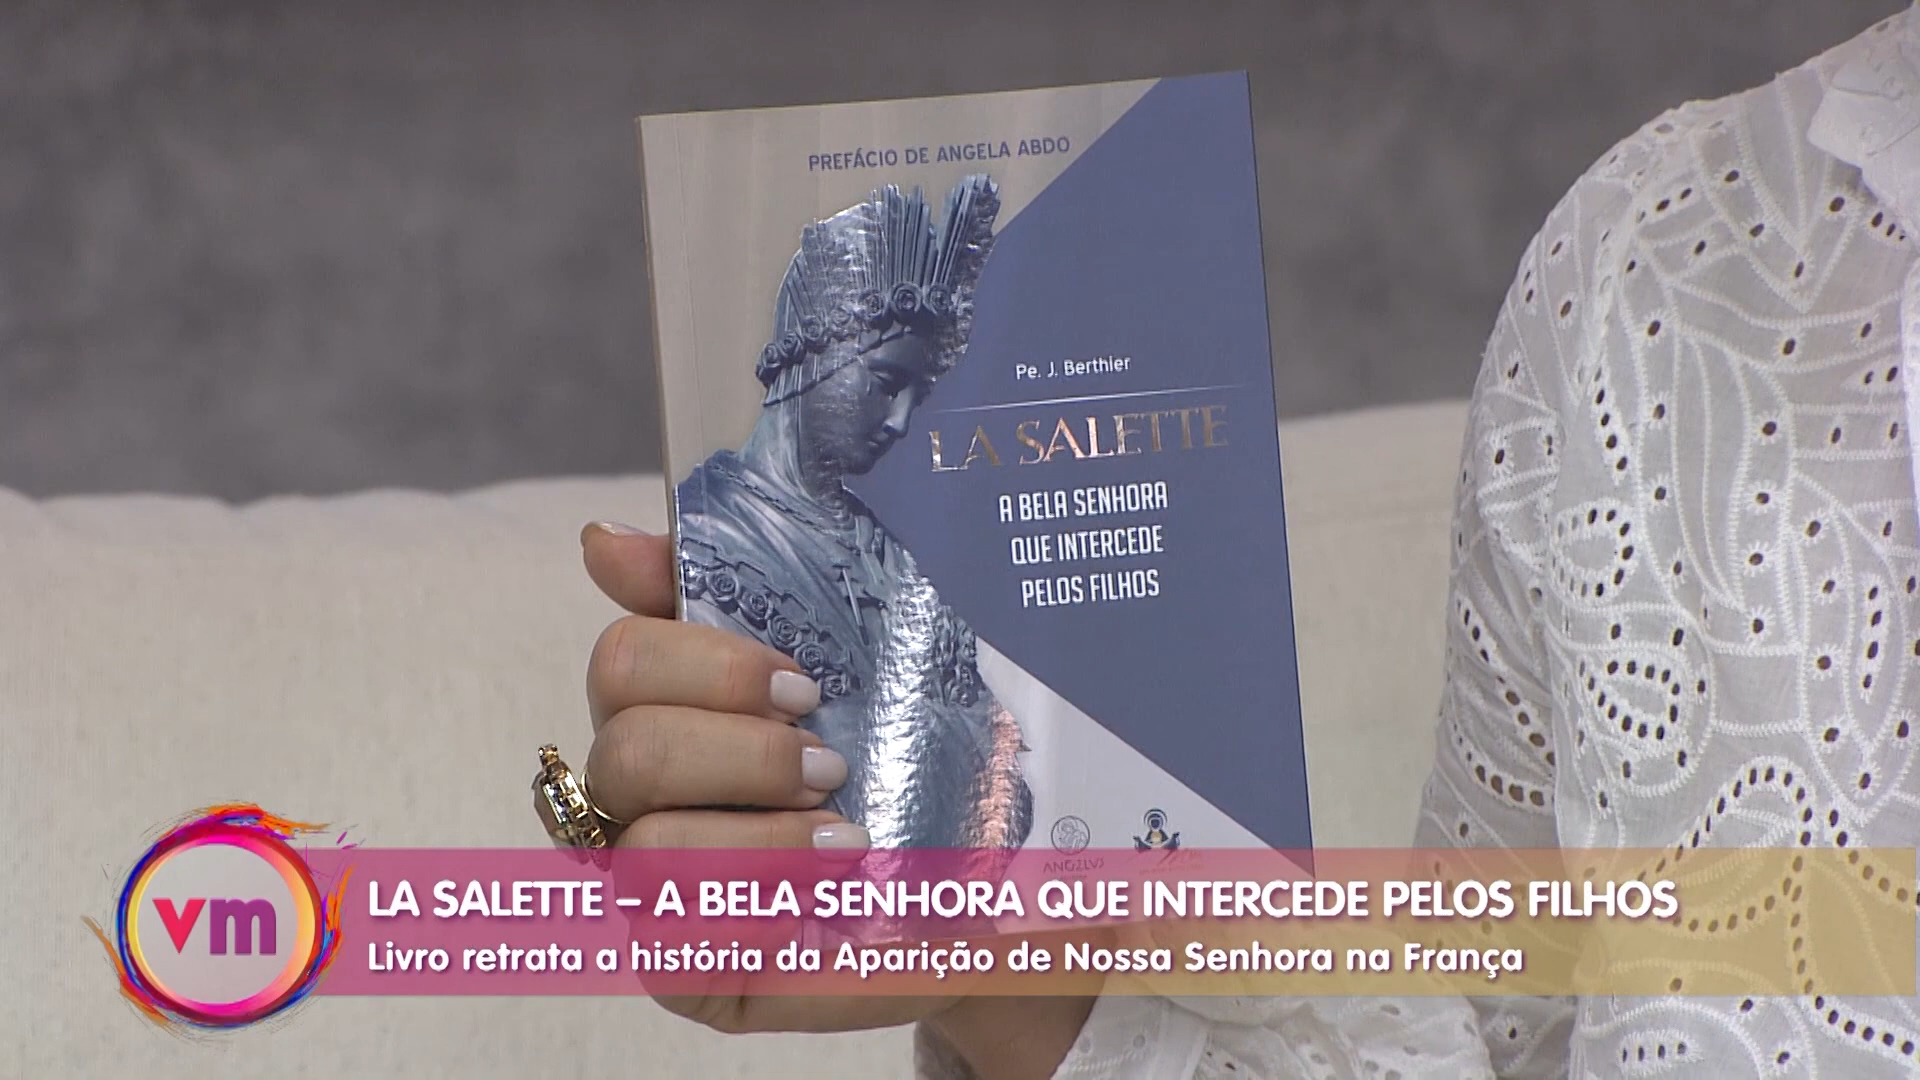 PREFÁCIO DE ANGELA ABDO
Pe. J. Berthier
LA SALETTE
A BELA SENHORA
QUE INTERCEDE
PELOS FILHOS
ANGELVS
vm
LA SALETTE – A BELA SENHORA QUE INTERCEDE PELOS FILHOS
Livro retrata a história da Aparição de Nossa Senhora na França